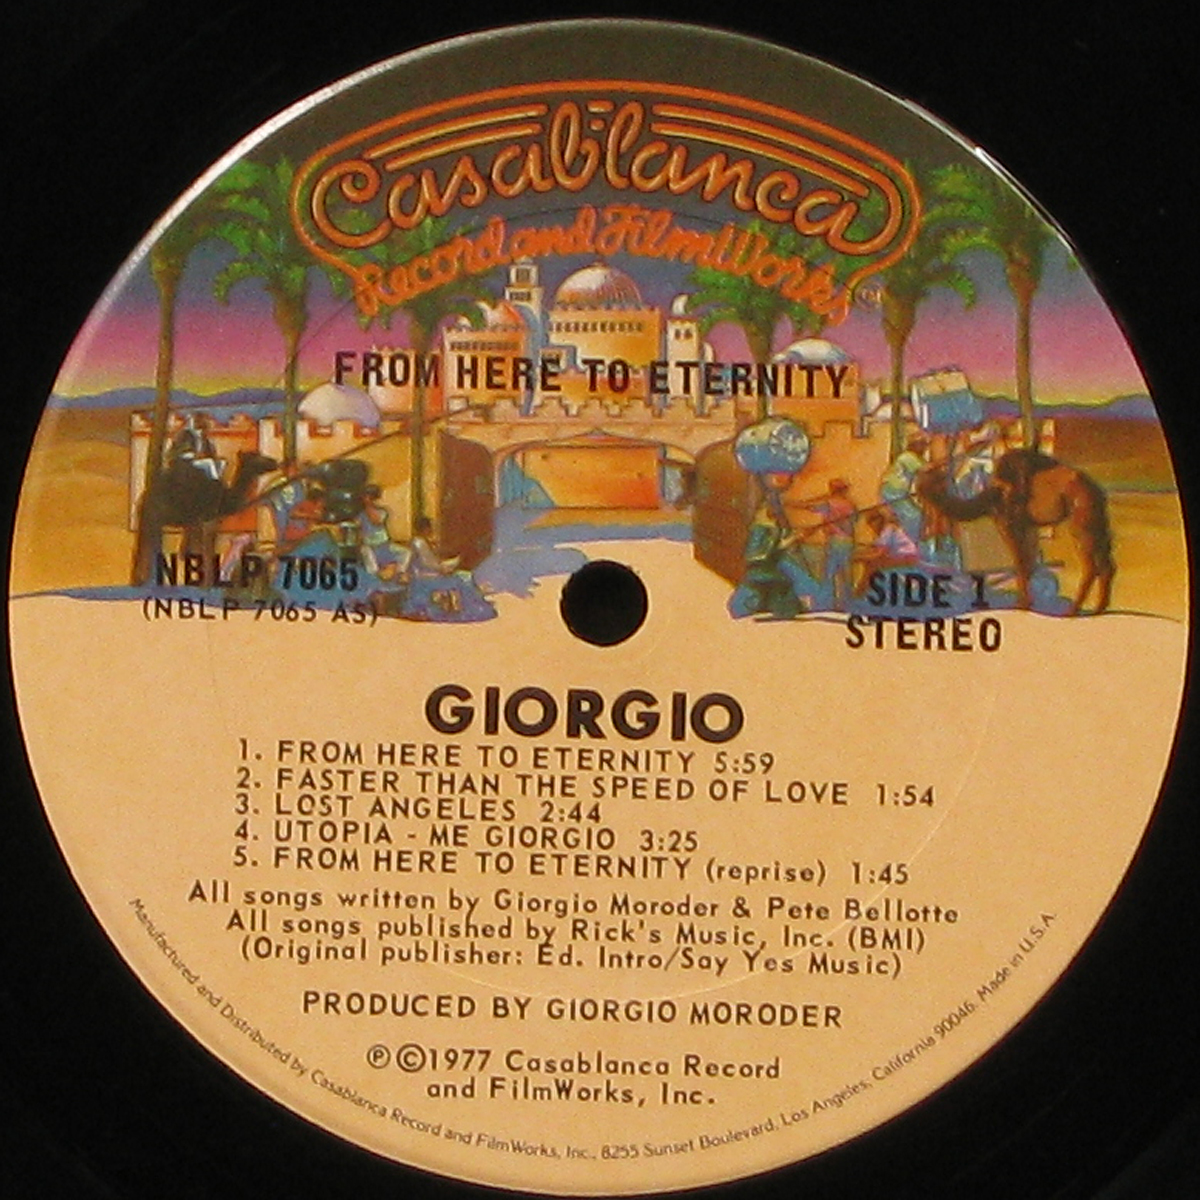 Casablanca
Record and FilmWorks
FROM HERE TO ETERNITY
NBLP 7065
(NBLP 7065 AS)
SIDE 1
STEREO
GIORGIO
1. FROM HERE TO ETERNITY 5:59
2. FASTER THAN THE SPEED OF LOVE 1:54
3. LOST ANGELES 2:44
4. UTOPIA - ME GIORGIO 3:25
5. FROM HERE TO ETERNITY (reprise) 1:45
All songs written by Giorgio Moroder & Pete Bellotte
All songs published by Rick's Music, Inc. (BMI)
(Original publisher: Ed. Intro/Say Yes Music)
PRODUCED BY GIORGIO MORODER
℗©1977 Casablanca Record
and FilmWorks, Inc.
Manufactured and Distributed by Casablanca Record and FilmWorks, Inc., 8255 Sunset Boulevard, Los Angeles, California 90046. Made in U.S.A.